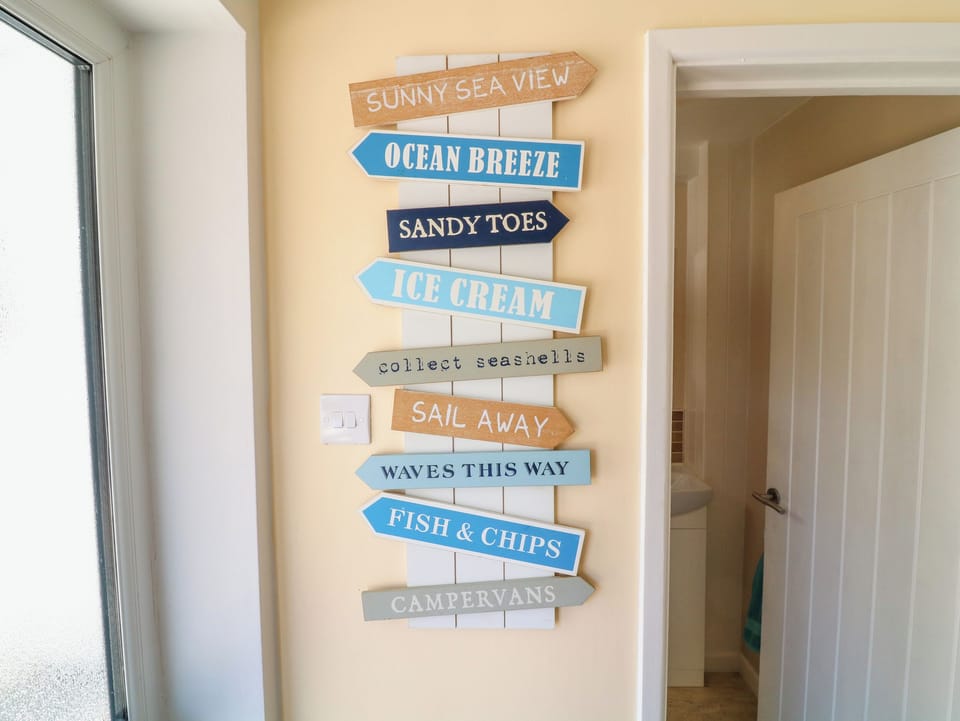 SUNNY SEA VIEW
OCEAN BREEZE
SANDY TOES
ICE CREAM
collect seashells
SAIL AWAY
WAVES THIS WAY
FISH & CHIPS
CAMPERVANS